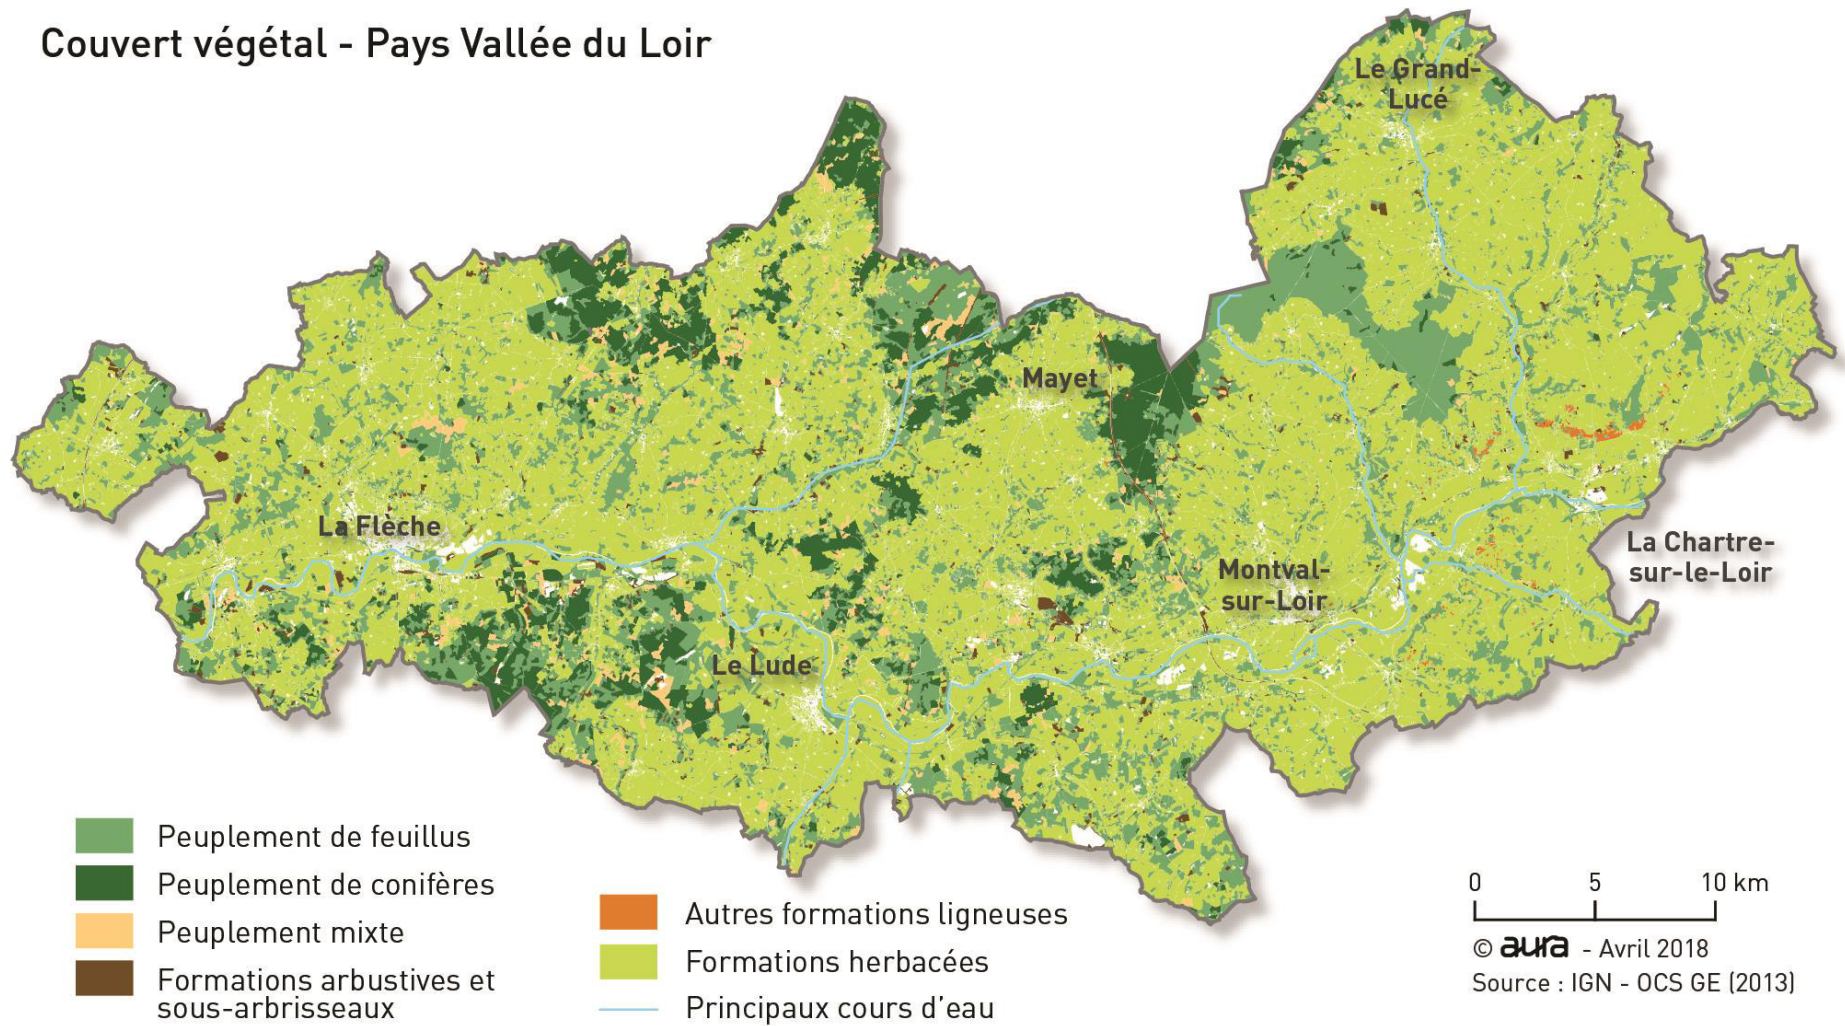 Couvert végétal - Pays Vallée du Loir
Le Grand-
Lucé
Mayet
La Flèche
La Chartre-
sur-le-Loir
Montval-
sur-Loir
Le Lude
Peuplement de feuillus
Peuplement de conifères
Peuplement mixte
Formations arbustives et
sous-arbrisseaux
Autres formations ligneuses
Formations herbacées
Principaux cours d'eau
0 5 10 km
© aura - Avril 2018
Source : IGN - OCS GE (2013)